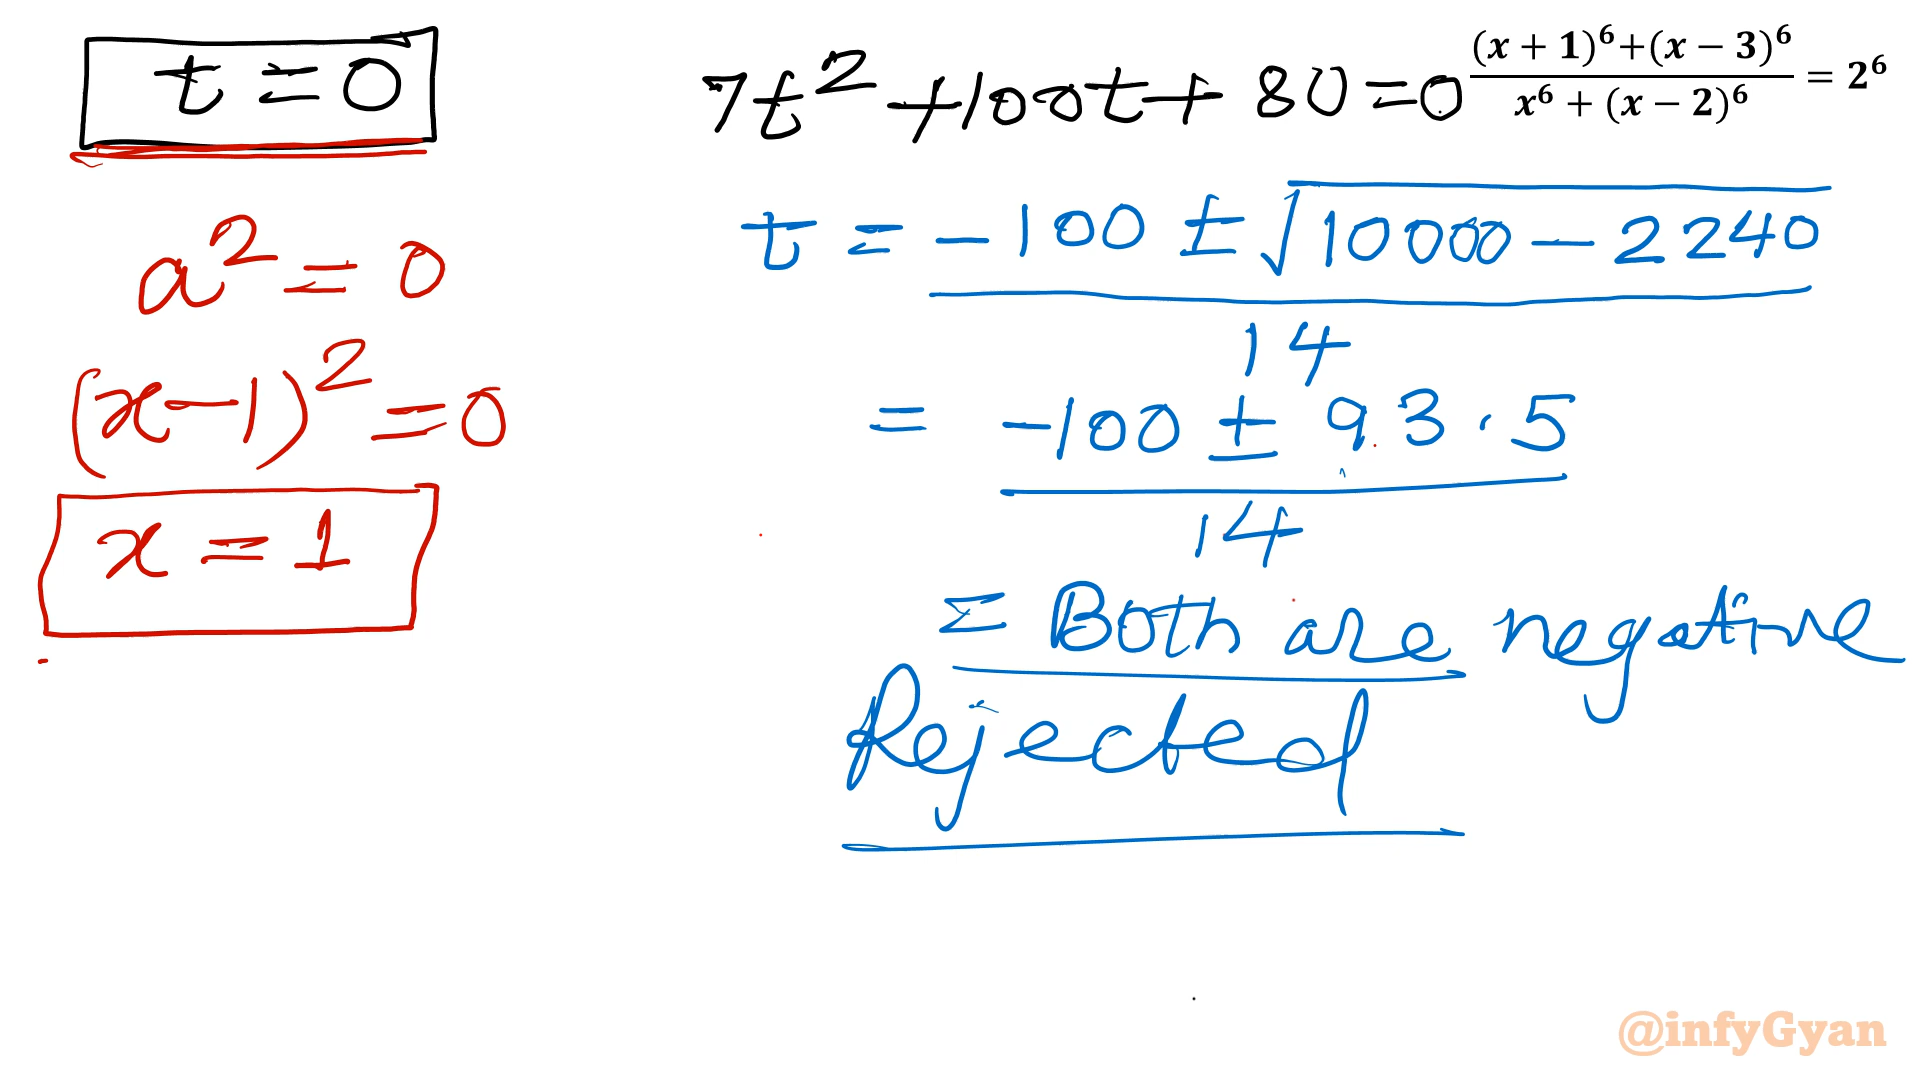 t = 0
a² = 0
(x-1)² = 0
x = 1
7t² + 100t + 80 = 0
(x + 1)⁶+(x − 3)⁶ / x⁶ + (x − 2)⁶ = 2⁶
t = -100 ± √10000 - 2240 / 14
= -100 ± 93.5 / 14
= Both are negative
Rejected
@infyGyan